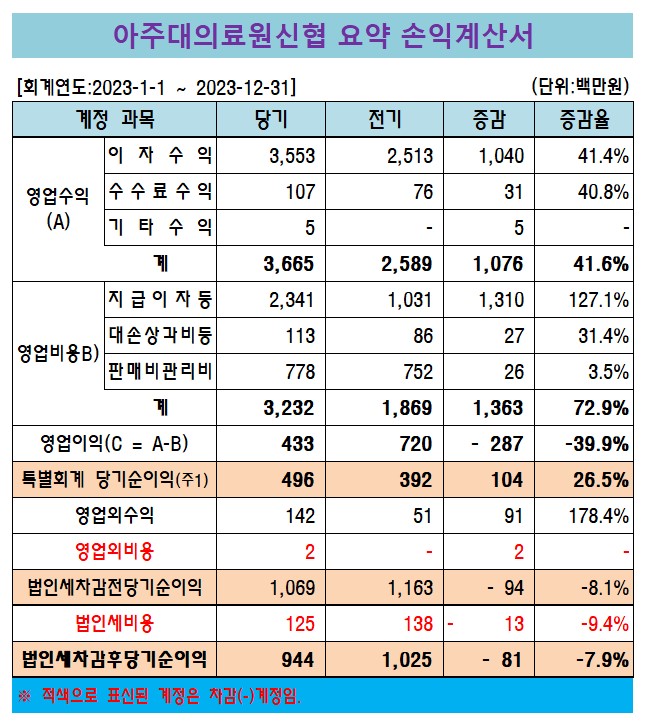 아주대의료원신협 요약 손익계산서
[회계연도:2023-1-1 ~ 2023-12-31] (단위:백만원)
계정 과목 당기 전기 증감 증감율
영업수익(A)
이 자 수 익 3,553 2,513 1,040 41.4%
수 수 료 수 익 107 76 31 40.8%
기 타 수 익 5 - 5 -
계 3,665 2,589 1,076 41.6%
영업비용B)
지 급 이 자 등 2,341 1,031 1,310 127.1%
대손상각비등 113 86 27 31.4%
판매비관리비 778 752 26 3.5%
계 3,232 1,869 1,363 72.9%
영업이익(C = A-B) 433 720 - 287 -39.9%
특별회계 당기순이익(주1) 496 392 104 26.5%
영업외수익 142 51 91 178.4%
영업외비용 2 - 2 -
법인세차감전당기순이익 1,069 1,163 - 94 -8.1%
법인세비용 125 138 - 13 -9.4%
법인세차감후당기순이익 944 1,025 - 81 -7.9%
※ 적색으로 표신된 계정은 차감(-)계정임.